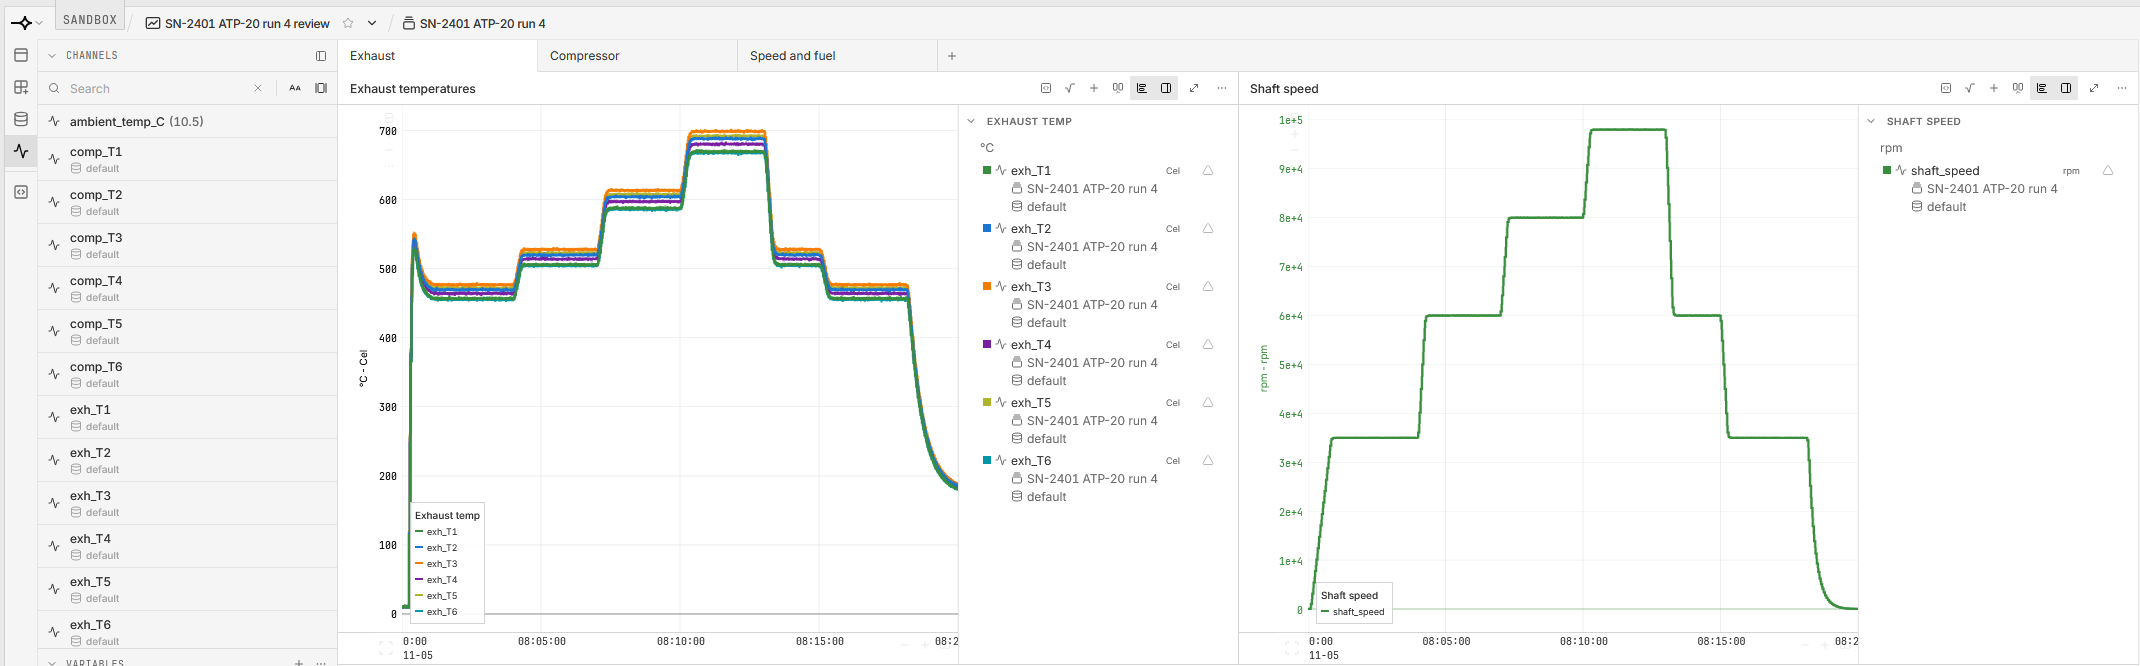 SANDBOX
SN-2401 ATP-20 run 4 review
SN-2401 ATP-20 run 4
CHANNELS
Search
AA
ambient_temp_C (10.5)
comp_T1
default
comp_T2
default
comp_T3
default
comp_T4
default
comp_T5
default
comp_T6
default
exh_T1
default
exh_T2
default
exh_T3
default
exh_T4
default
exh_T5
default
exh_T6
default
VARIABLES
Exhaust
Compressor
Speed and fuel
Exhaust temperatures
700
600
500
400
300
200
100
0
°C - Cel
Exhaust temp
exh_T1
exh_T2
exh_T3
exh_T4
exh_T5
exh_T6
0:00
08:05:00
08:10:00
08:15:00
08:2
11-05
EXHAUST TEMP
°C
exh_T1 Cel
SN-2401 ATP-20 run 4
default
exh_T2 Cel
SN-2401 ATP-20 run 4
default
exh_T3 Cel
SN-2401 ATP-20 run 4
default
exh_T4 Cel
SN-2401 ATP-20 run 4
default
exh_T5 Cel
SN-2401 ATP-20 run 4
default
exh_T6 Cel
SN-2401 ATP-20 run 4
default
Shaft speed
1e+5
9e+4
8e+4
7e+4
6e+4
5e+4
4e+4
3e+4
2e+4
1e+4
0
rpm - rpm
Shaft speed
shaft_speed
0:00
08:05:00
08:10:00
08:15:00
08:2
11-05
SHAFT SPEED
rpm
shaft_speed rpm
SN-2401 ATP-20 run 4
default